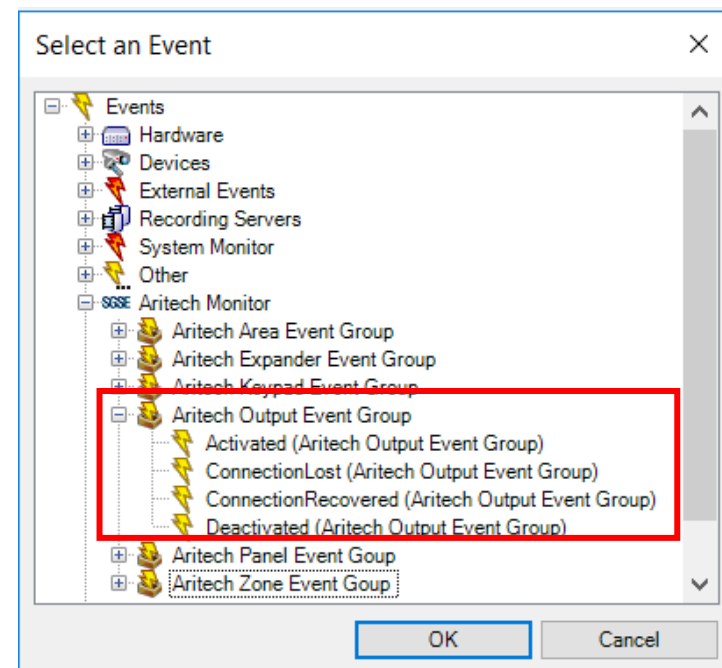 Select an Event
Events
Hardware
Devices
External Events
Recording Servers
System Monitor
Other
SGSE Aritech Monitor
Aritech Area Event Group
Aritech Expander Event Group
Aritech Keypad Event Group
Aritech Output Event Group
Activated (Aritech Output Event Group)
ConnectionLost (Aritech Output Event Group)
ConnectionRecovered (Aritech Output Event Group)
Deactivated (Aritech Output Event Group)
Aritech Panel Event Goup
Aritech Zone Event Goup
OK Cancel